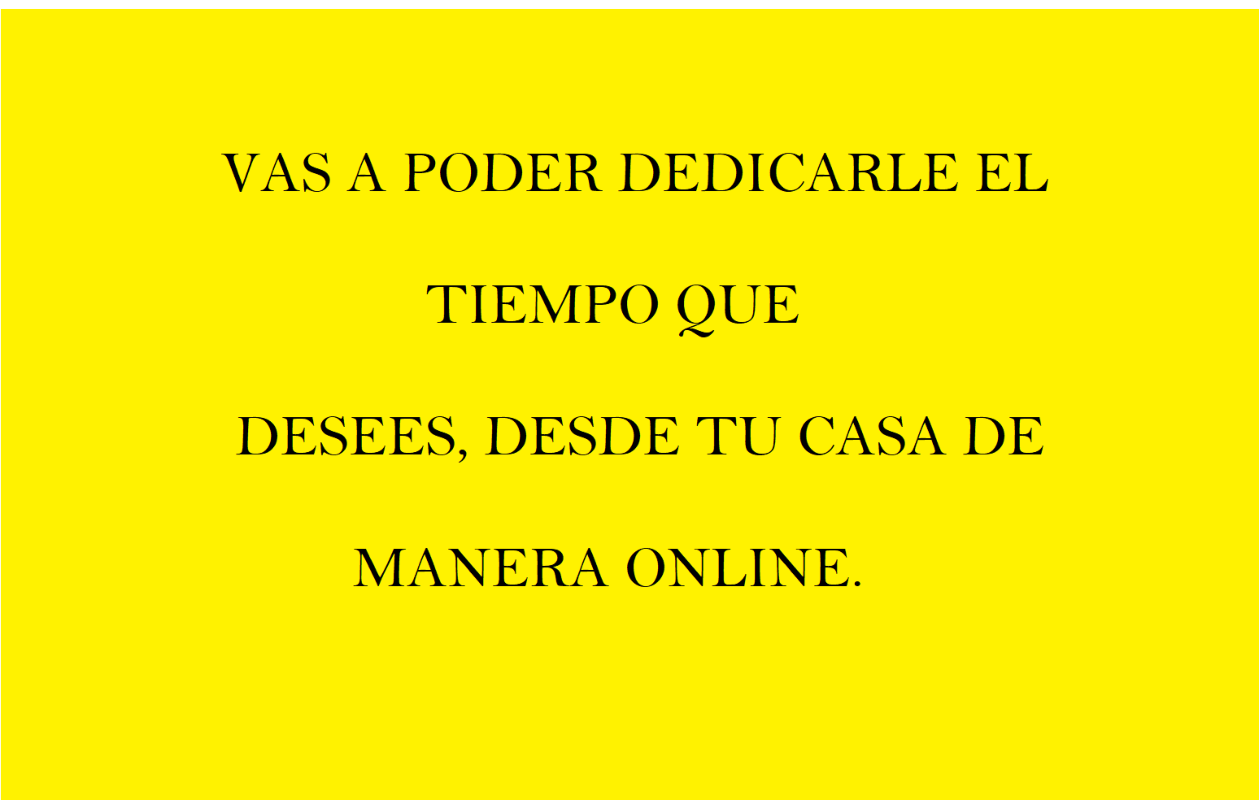 VAS A PODER DEDICARLE EL
TIEMPO QUE
DESEES, DESDE TU CASA DE
MANERA ONLINE.